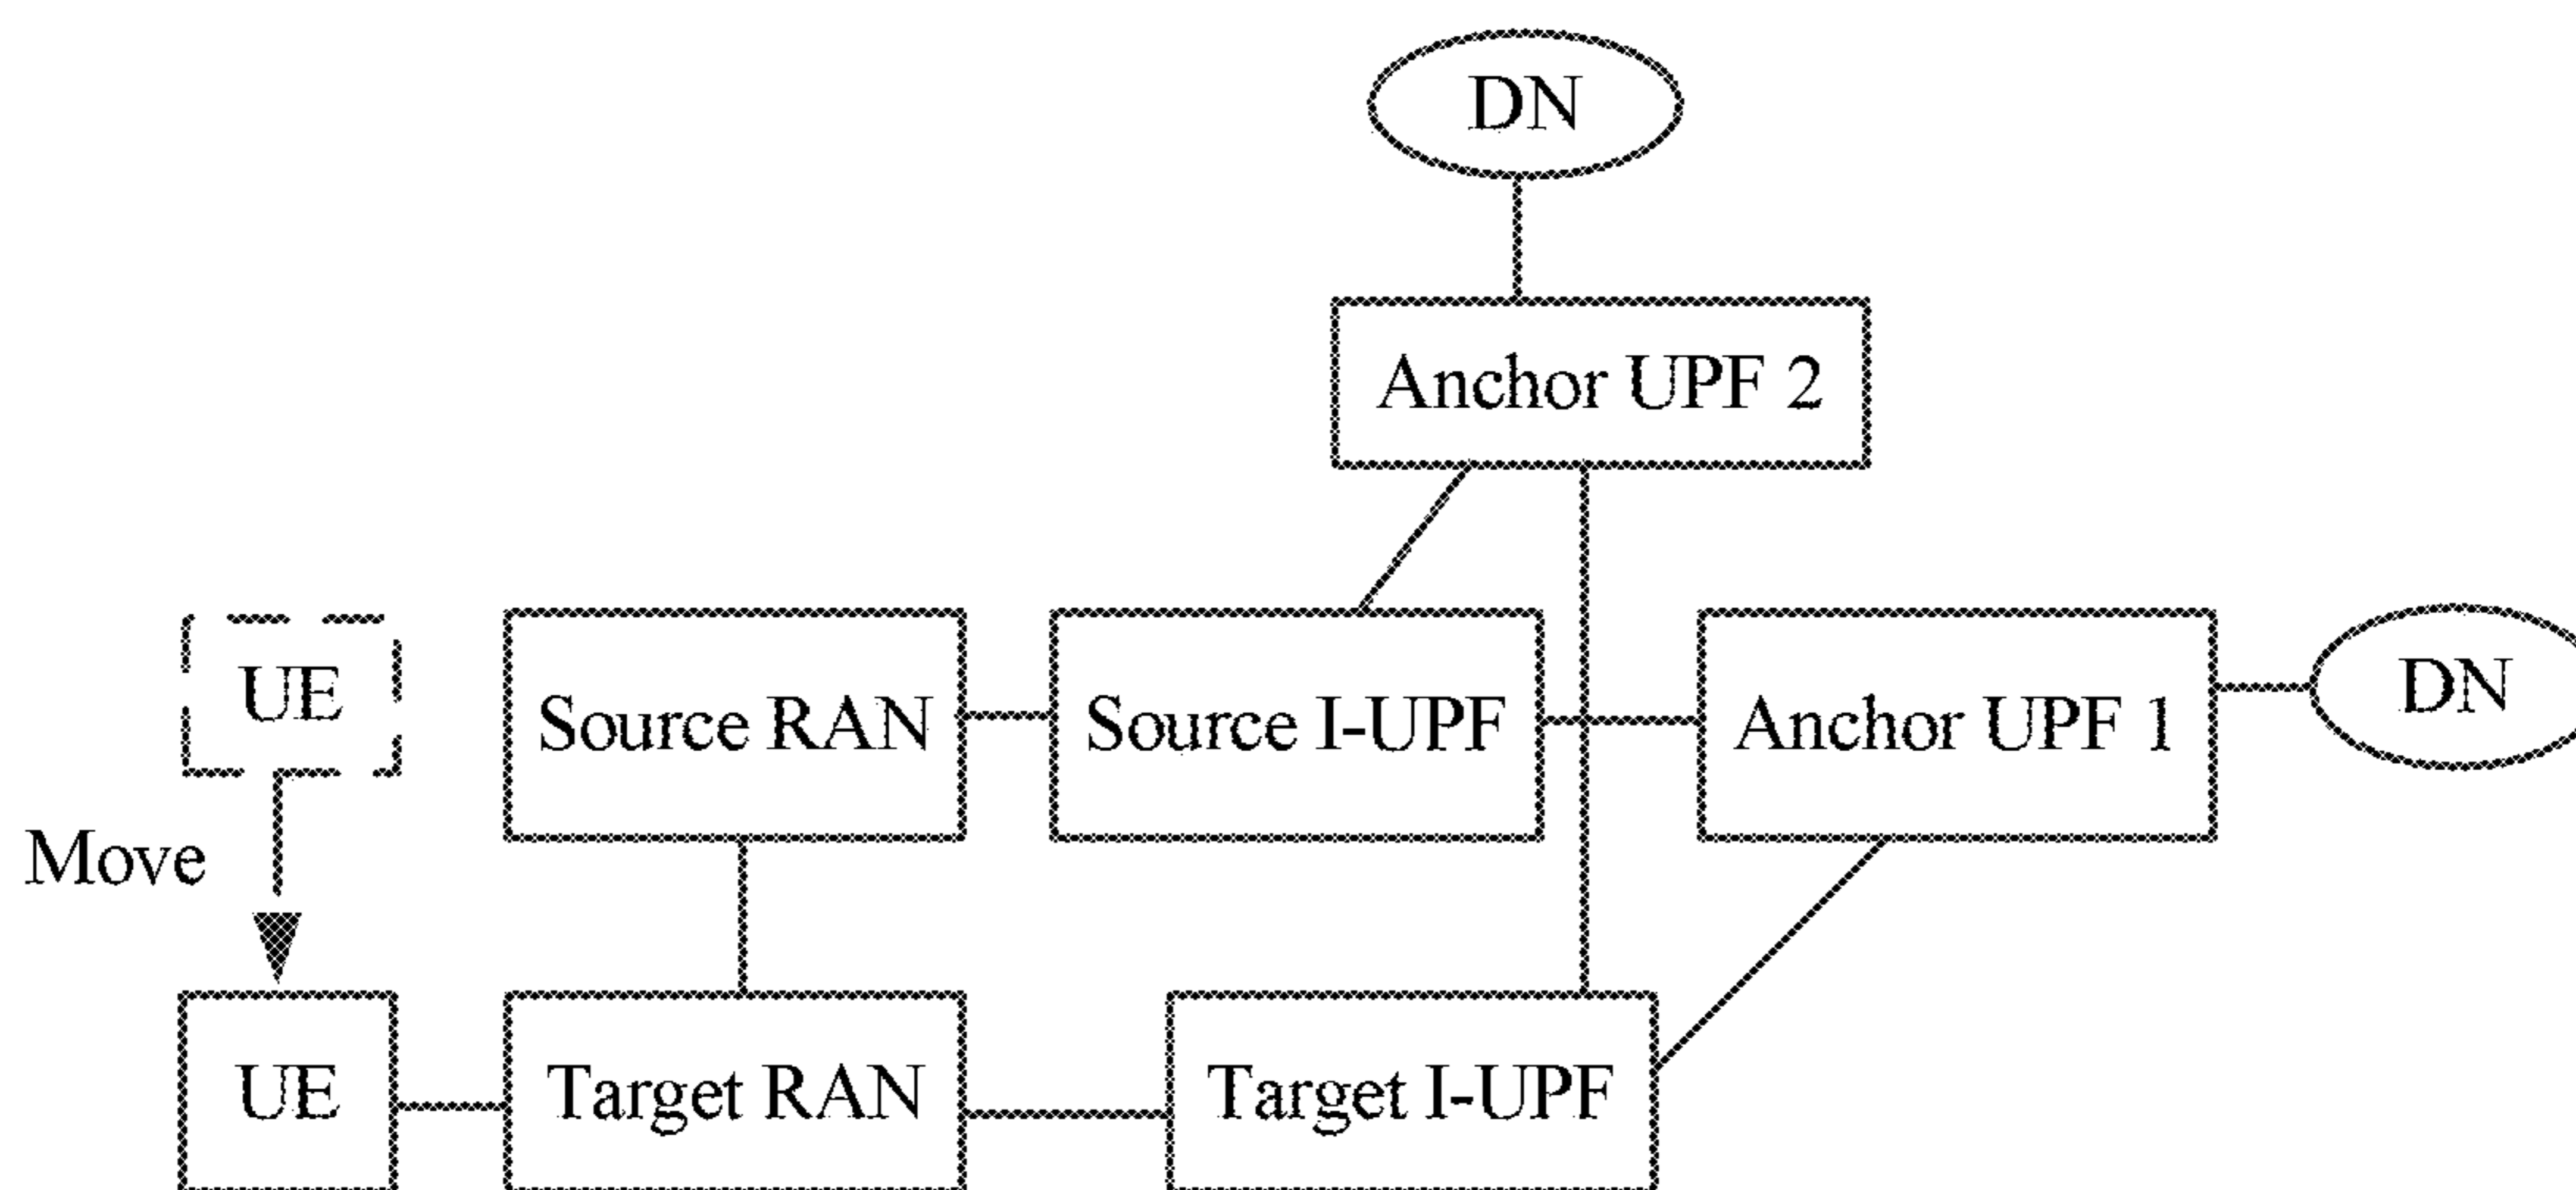 DN
Anchor UPF 2
UE
Source RAN
Source I-UPF
Anchor UPF 1
DN
Move
UE
Target RAN
Target I-UPF